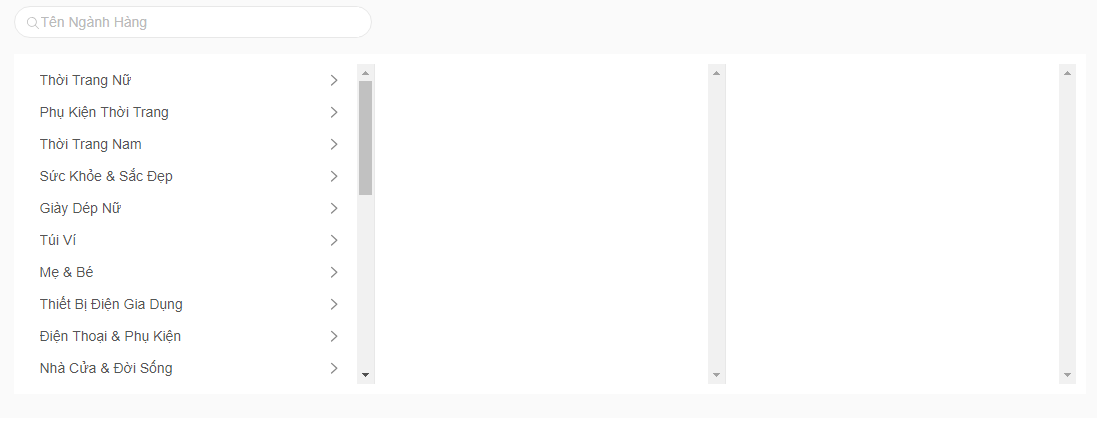 Tên Ngành Hàng
Thời Trang Nữ
Phụ Kiện Thời Trang
Thời Trang Nam
Sức Khỏe & Sắc Đẹp
Giày Dép Nữ
Túi Ví
Mẹ & Bé
Thiết Bị Điện Gia Dụng
Điện Thoại & Phụ Kiện
Nhà Cửa & Đời Sống